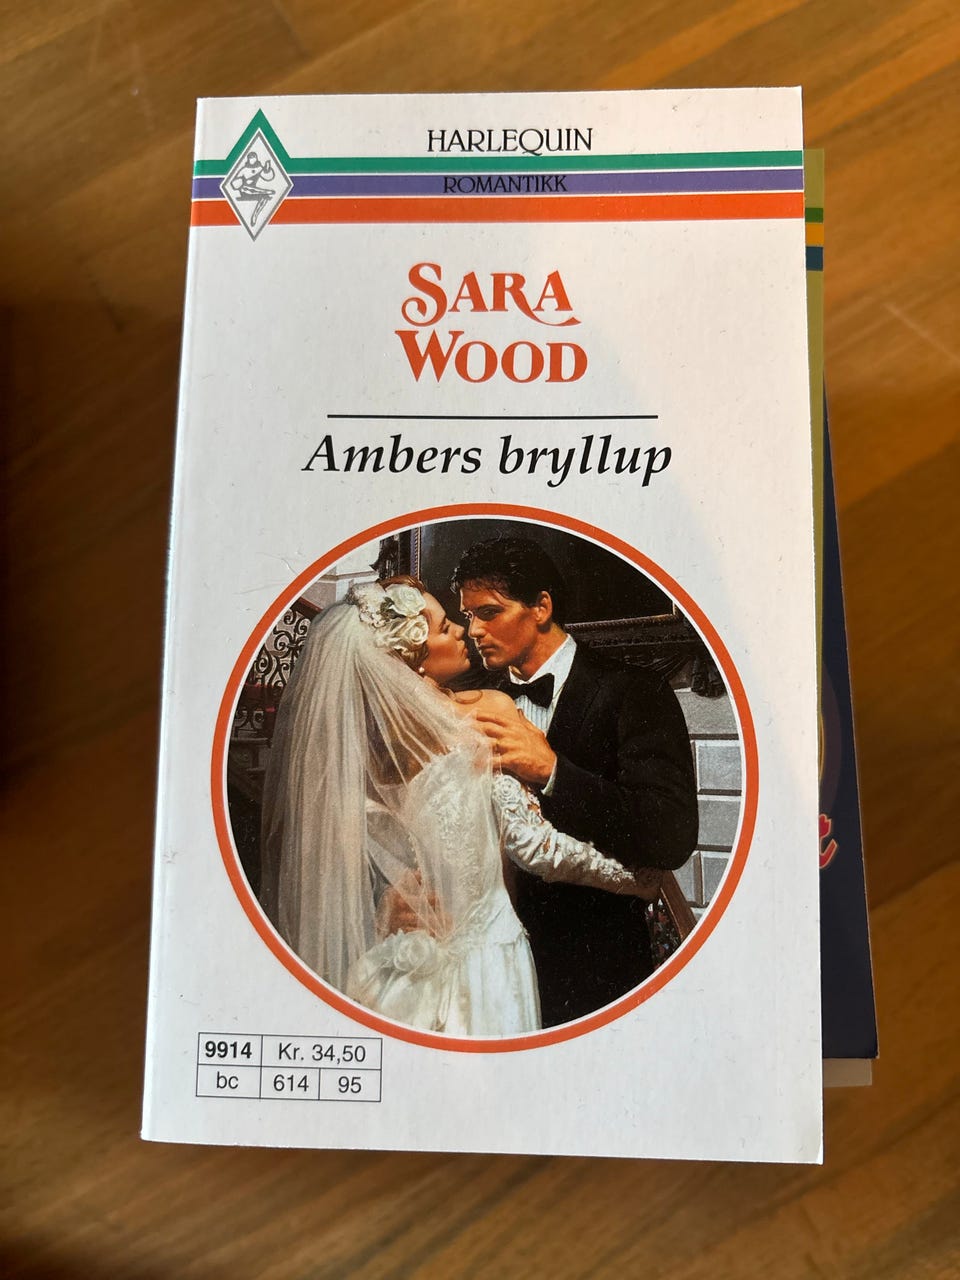 HARLEQUIN
ROMANTIKK
SARA
WOOD
Ambers bryllup
9914 Kr. 34,50
bc 614 95